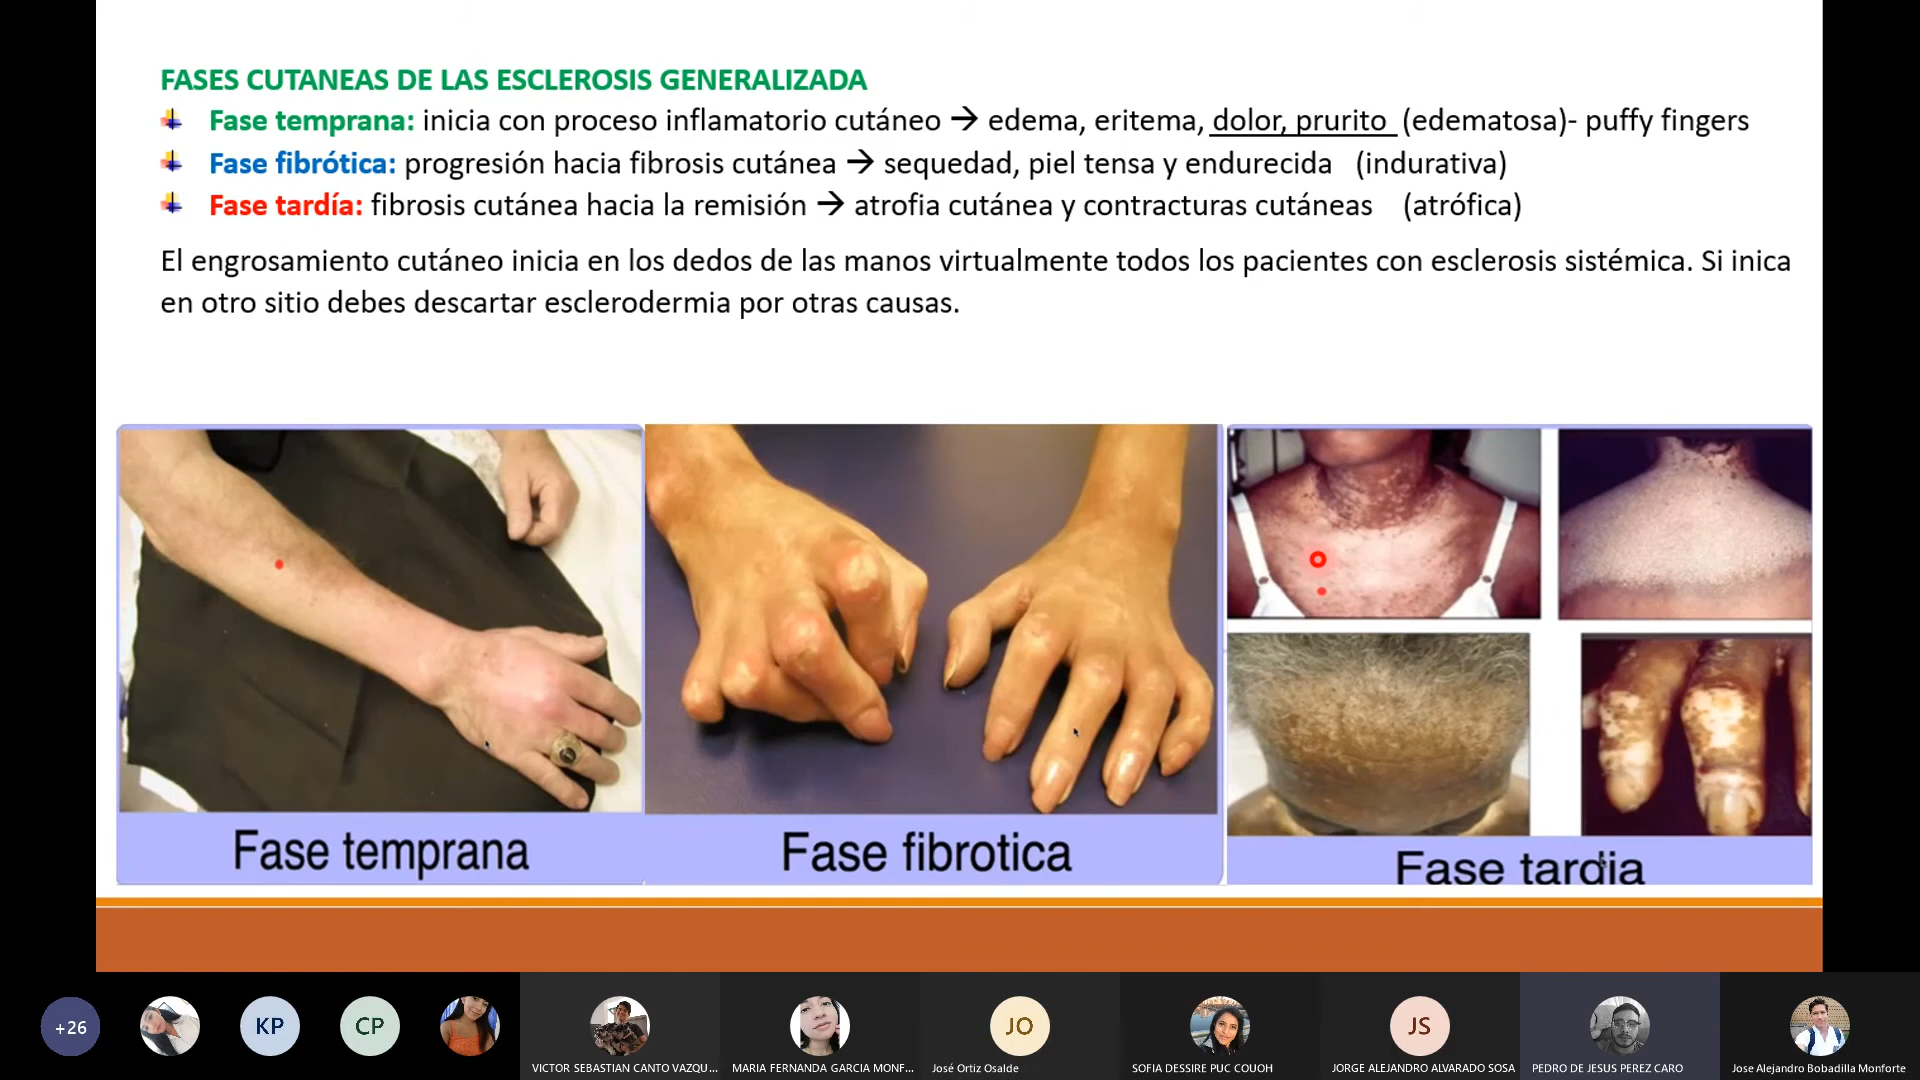 FASES CUTANEAS DE LAS ESCLEROSIS GENERALIZADA
Fase temprana: inicia con proceso inflamatorio cutáneo → edema, eritema, dolor, prurito (edematosa)- puffy fingers
Fase fibrótica: progresión hacia fibrosis cutánea → sequedad, piel tensa y endurecida (indurativa)
Fase tardía: fibrosis cutánea hacia la remisión → atrofia cutánea y contracturas cutáneas (atrófica)
El engrosamiento cutáneo inicia en los dedos de las manos virtualmente todos los pacientes con esclerosis sistémica. Si inica
en otro sitio debes descartar esclerodermia por otras causas.
Fase temprana
Fase fibrotica
Fase tardia
+26
KP
CP
JO
JS
VICTOR SEBASTIAN CANTO VAZQU...
MARIA FERNANDA GARCIA MONF...
José Ortiz Osalde
SOFIA DESSIRE PUC COUOH
JORGE ALEJANDRO ALVARADO SOSA
PEDRO DE JESUS PEREZ CARO
Jose Alejandro Bobadilla Monforte